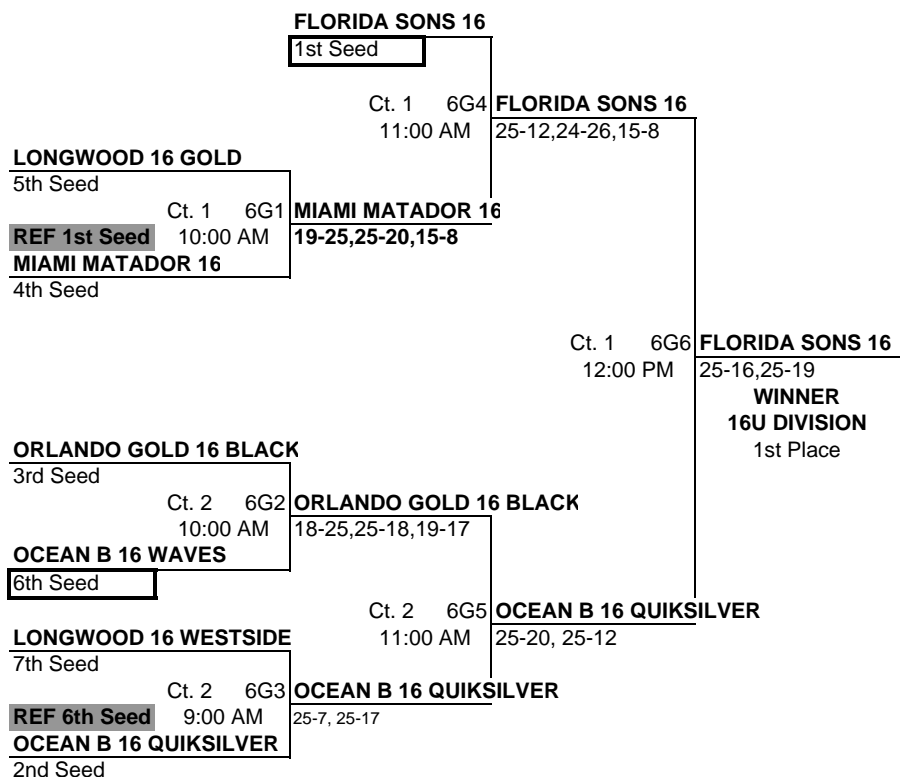 FLORIDA SONS 16
1st Seed
Ct. 1 6G4 FLORIDA SONS 16
11:00 AM 25-12,24-26,15-8
LONGWOOD 16 GOLD
5th Seed
Ct. 1 6G1 MIAMI MATADOR 16
REF 1st Seed 10:00 AM 19-25,25-20,15-8
MIAMI MATADOR 16
4th Seed
Ct. 1 6G6 FLORIDA SONS 16
12:00 PM 25-16,25-19
WINNER
16U DIVISION
1st Place
ORLANDO GOLD 16 BLACK
3rd Seed
Ct. 2 6G2 ORLANDO GOLD 16 BLACK
10:00 AM 18-25,25-18,19-17
OCEAN B 16 WAVES
6th Seed
Ct. 2 6G5 OCEAN B 16 QUIKSILVER
LONGWOOD 16 WESTSIDE 11:00 AM 25-20, 25-12
7th Seed
Ct. 2 6G3 OCEAN B 16 QUIKSILVER
REF 6th Seed 9:00 AM 25-7, 25-17
OCEAN B 16 QUIKSILVER
2nd Seed